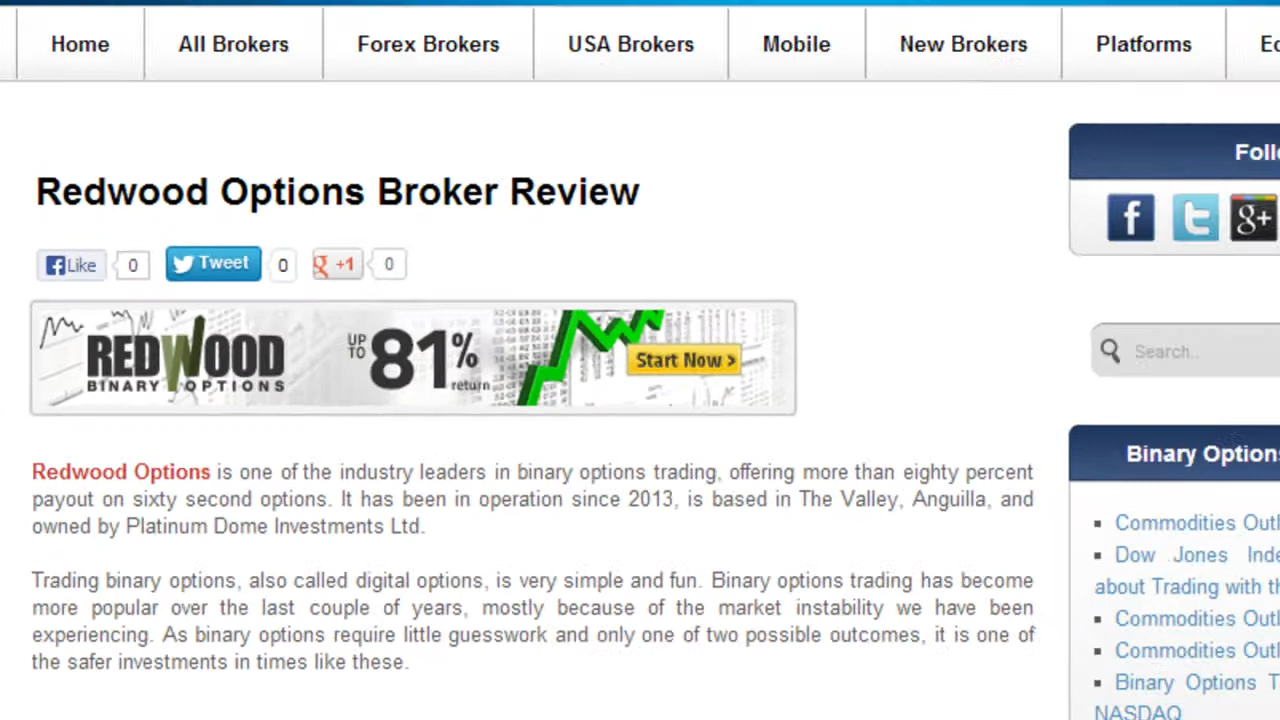 Home All Brokers Forex Brokers USA Brokers Mobile New Brokers Platforms
Redwood Options Broker Review
Like 0 Tweet 0 +1 0
REDWOOD
BINARY OPTIONS
UP TO 81% return
Start Now >
Redwood Options is one of the industry leaders in binary options trading, offering more than eighty percent
payout on sixty second options. It has been in operation since 2013, is based in The Valley, Anguilla, and
owned by Platinum Dome Investments Ltd.
Trading binary options, also called digital options, is very simple and fun. Binary options trading has become
more popular over the last couple of years, mostly because of the market instability we have been
experiencing. As binary options require little guesswork and only one of two possible outcomes, it is one of
the safer investments in times like these.
Search..
Binary Options
Commodities
Dow Jones
about Trading with
Commodities
Commodities
Binary Options
NASDAQ